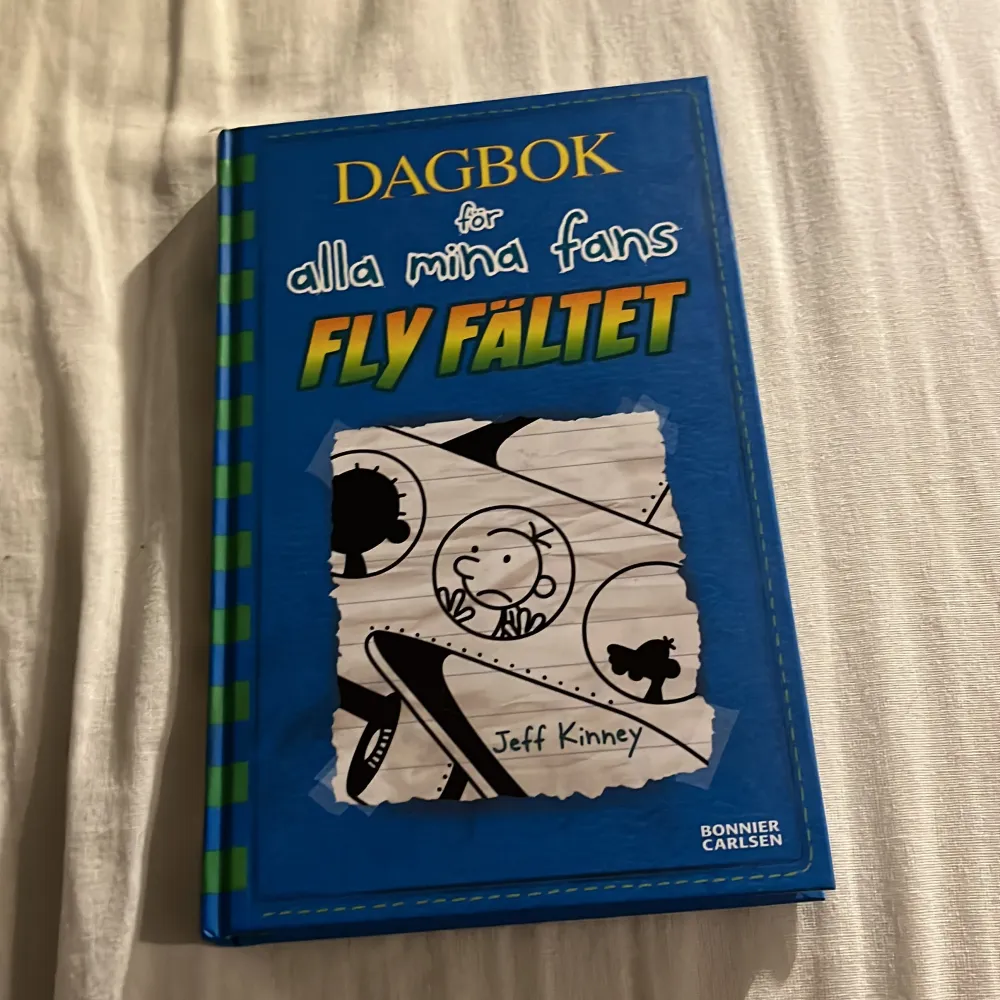 DAGBOK
för
alla mina fans
FLY FÄLTET
Jeff Kinney
BONNIER
CARLSEN